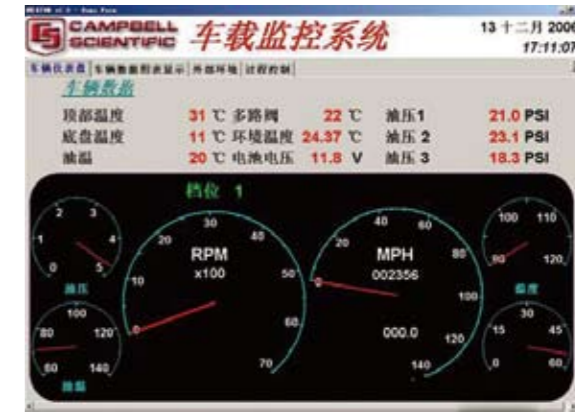 CAMPBELL
SCIENTIFIC
车载监控系统
13 十二月 2006
17:11:07
车辆仪表盘 车辆数据图表显示 外部环境 过程控制
车辆数据
顶部温度 31 ℃ 多路阀 22 ℃ 油压1 21.0 PSI
底盘温度 11 ℃ 环境温度 24.37 ℃ 油压 2 23.1 PSI
油温 20 ℃ 电池电压 11.8 V 油压 3 18.3 PSI
档位 1
0 1 2 3 4 5
油压
60 80 100 120 140
油温
0 10 20 30 40 50 60 70
RPM
x100
0 20 40 60 80 100 120 140
MPH
002356
000.0
90 100 110 120
温度
0 15 30 45 60